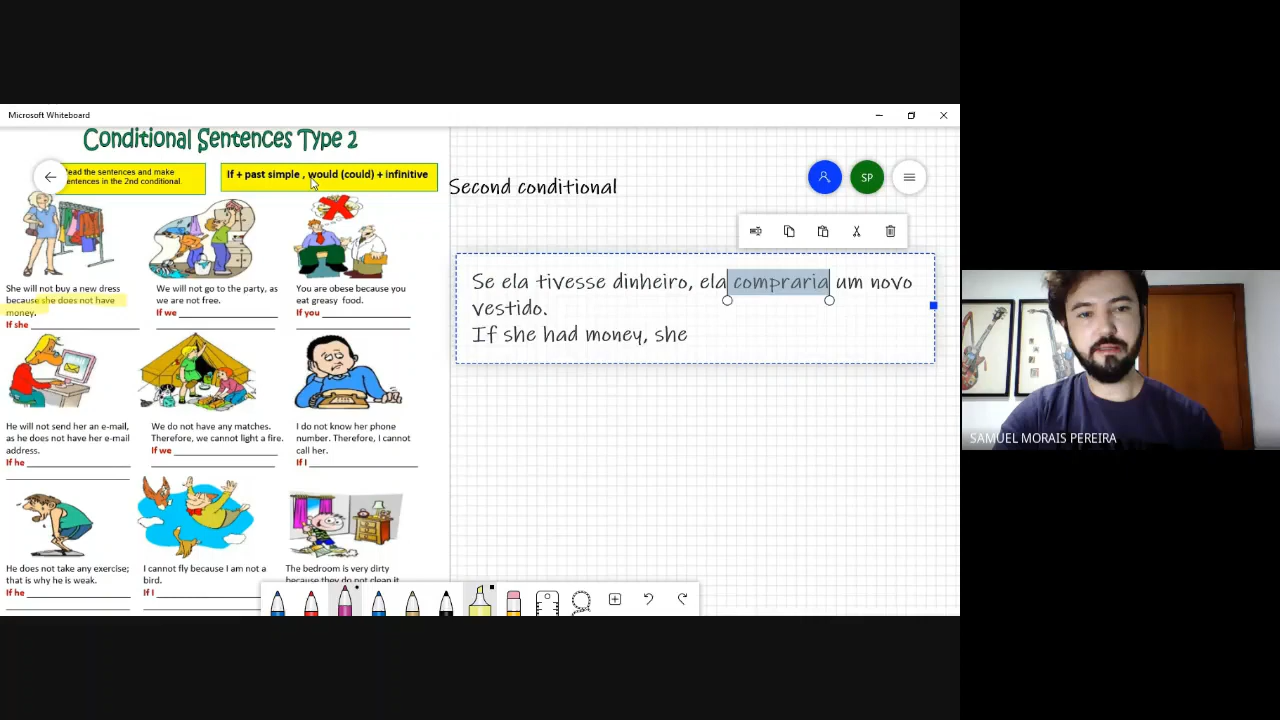 Microsoft Whiteboard
Conditional Sentences Type 2
ead the sentences and make
entences in the 2nd conditional.
If + past simple , would (could) + infinitive
Second conditional
SP
She will not buy a new dress
because she does not have
money.
If she
We will not go to the party, as
we are not free.
If we
You are obese because you
eat greasy food.
If you
Se ela tivesse dinheiro, ela compraria um novo
vestido.
If she had money, she
He will not send her an e-mail,
as he does not have her e-mail
address.
If he
We do not have any matches.
Therefore, we cannot light a fire.
If we
I do not know her phone
number. Therefore, I cannot
call her.
If I
He does not take any exercise;
that is why he is weak.
If he
I cannot fly because I am not a
bird.
If I
The bedroom is very dirty
because they do not clean it
SAMUEL MORAIS PEREIRA